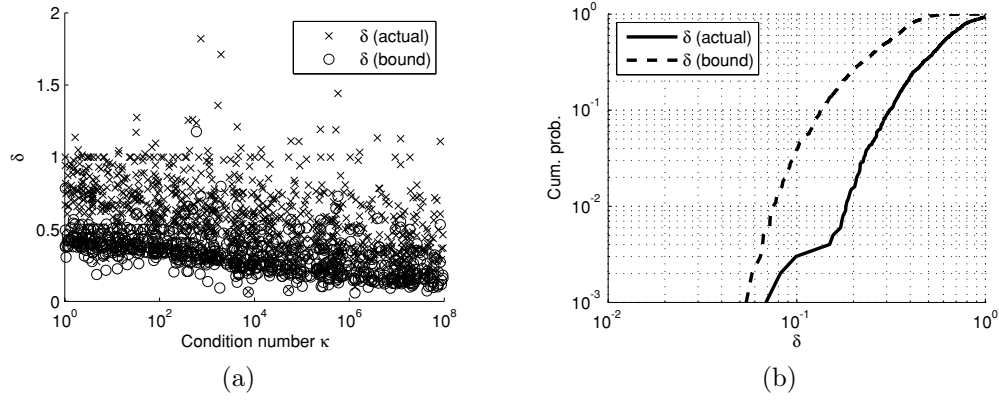 2
1.5
1
0.5
0
δ
× δ (actual)
○ δ (bound)
10^0 10^2 10^4 10^6 10^8
Condition number κ
(a)
10^0
10^-1
10^-2
10^-3
Cum. prob.
δ (actual)
δ (bound)
10^-2 10^-1 10^0
δ
(b)